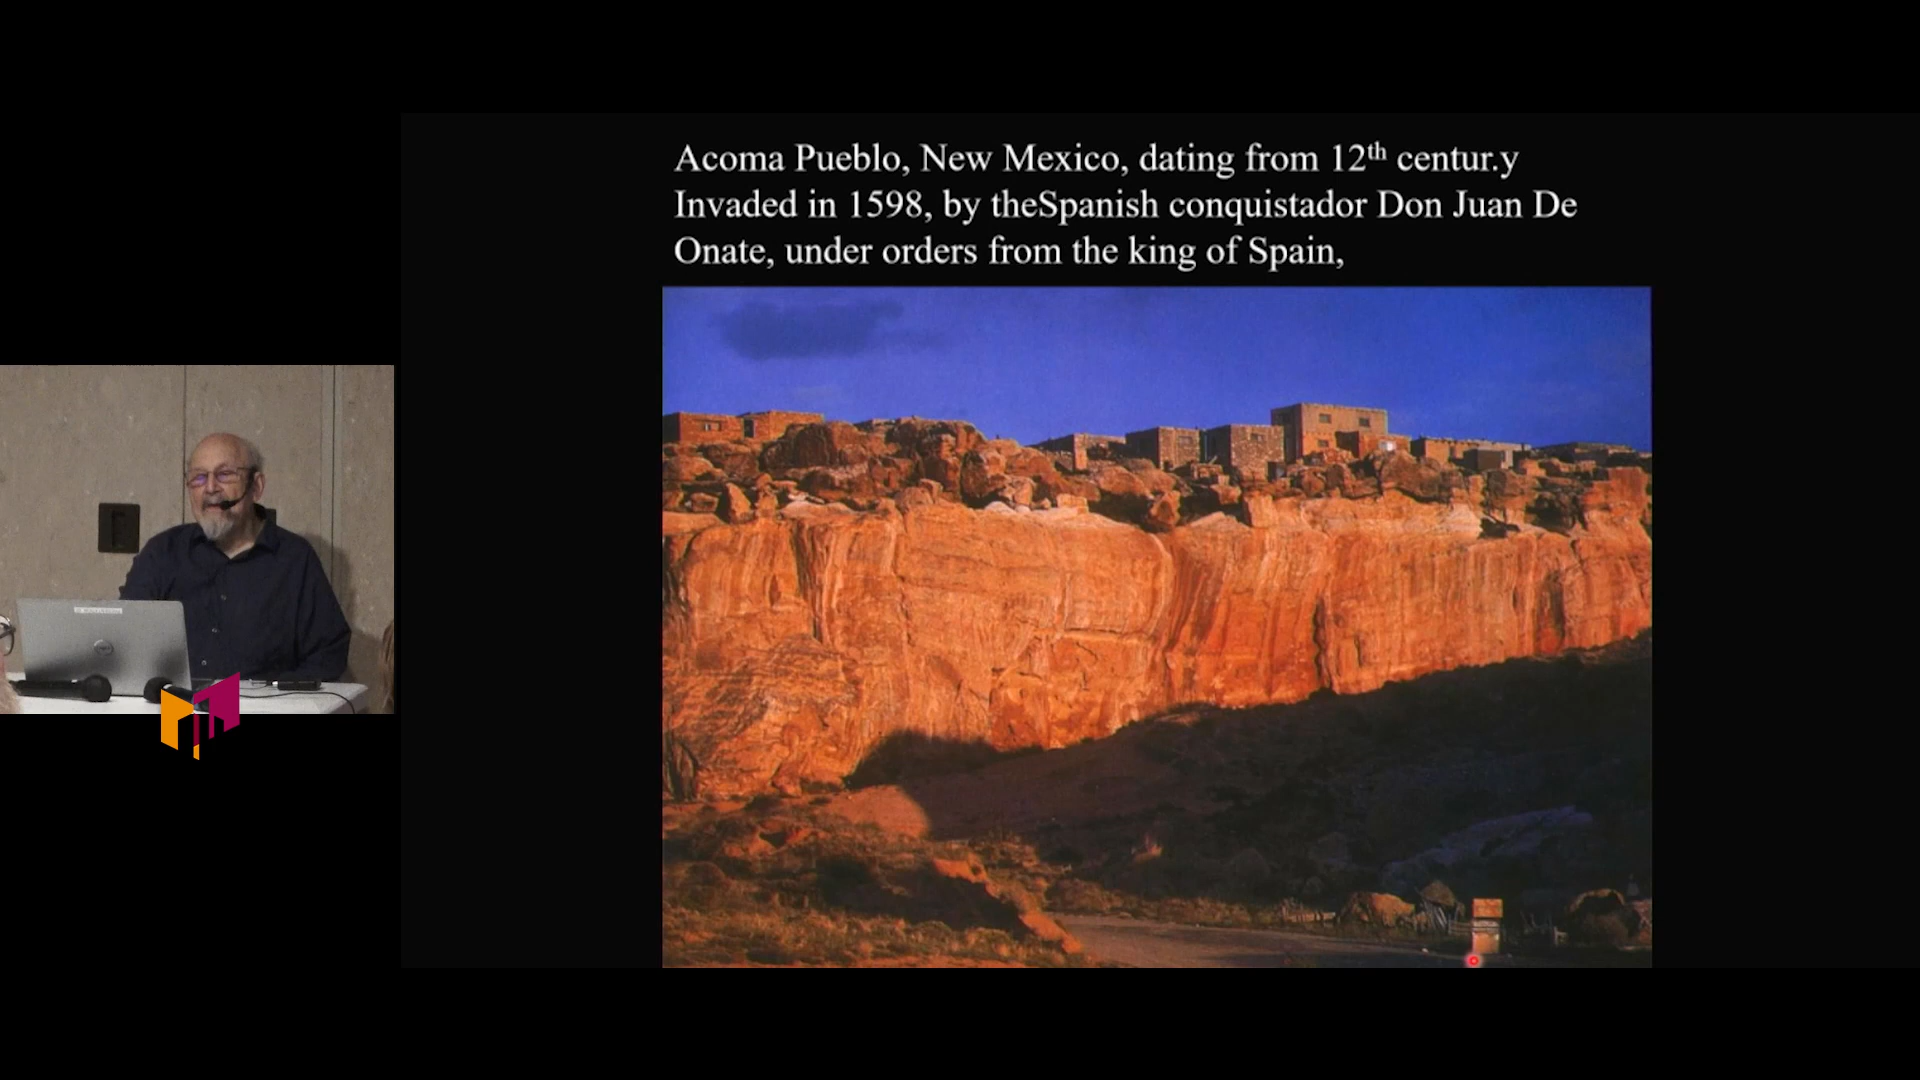 Acoma Pueblo, New Mexico, dating from 12th centur.y
Invaded in 1598, by theSpanish conquistador Don Juan De
Onate, under orders from the king of Spain,